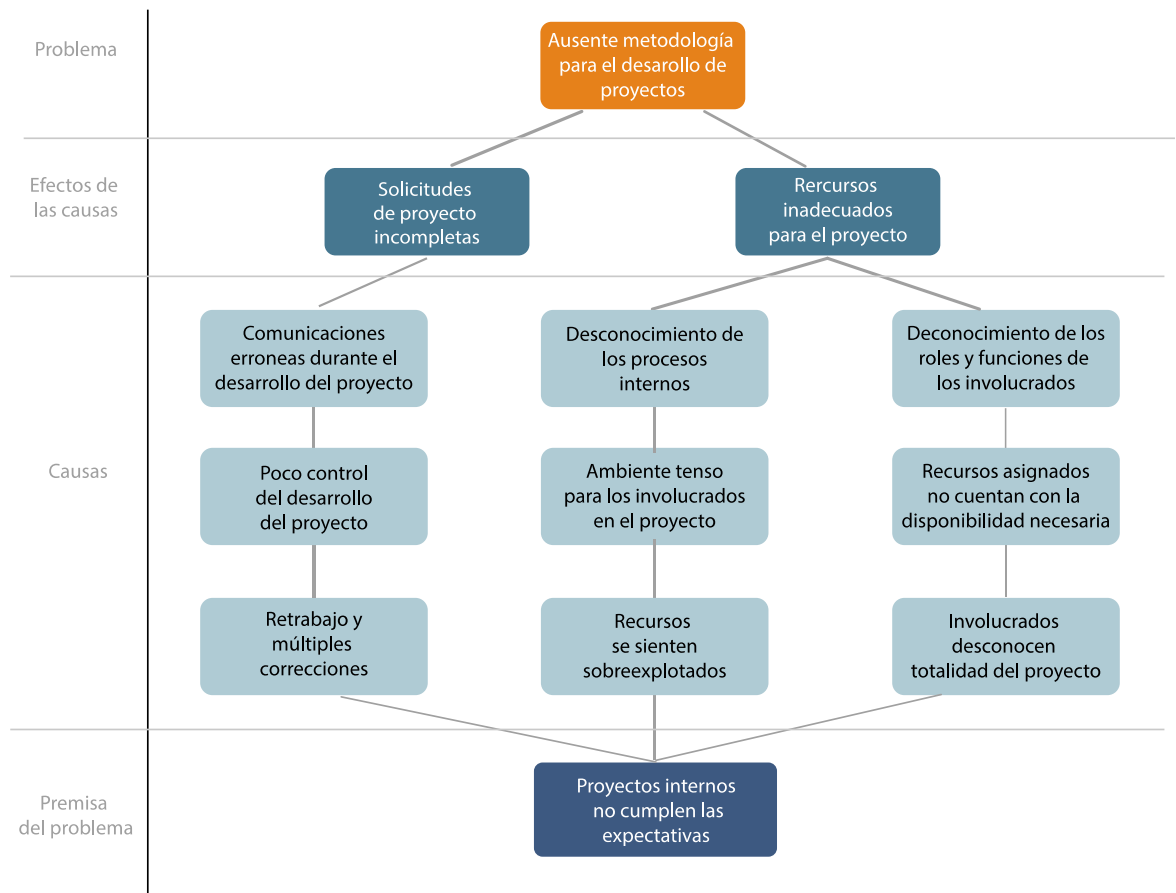 Problema
Ausente metodología
para el desarollo de
proyectos
Efectos de
las causas
Solicitudes
de proyecto
incompletas
Rercursos
inadecuados
para el proyecto
Causas
Comunicaciones
erroneas durante el
desarrollo del proyecto
Desconocimiento de
los procesos
internos
Deconocimiento de los
roles y funciones de
los involucrados
Poco control
del desarrollo
del proyecto
Ambiente tenso
para los involucrados
en el proyecto
Recursos asignados
no cuentan con la
disponibilidad necesaria
Retrabajo y
múltiples
correcciones
Recursos
se sienten
sobreexplotados
Involucrados
desconocen
totalidad del proyecto
Premisa
del problema
Proyectos internos
no cumplen las
expectativas